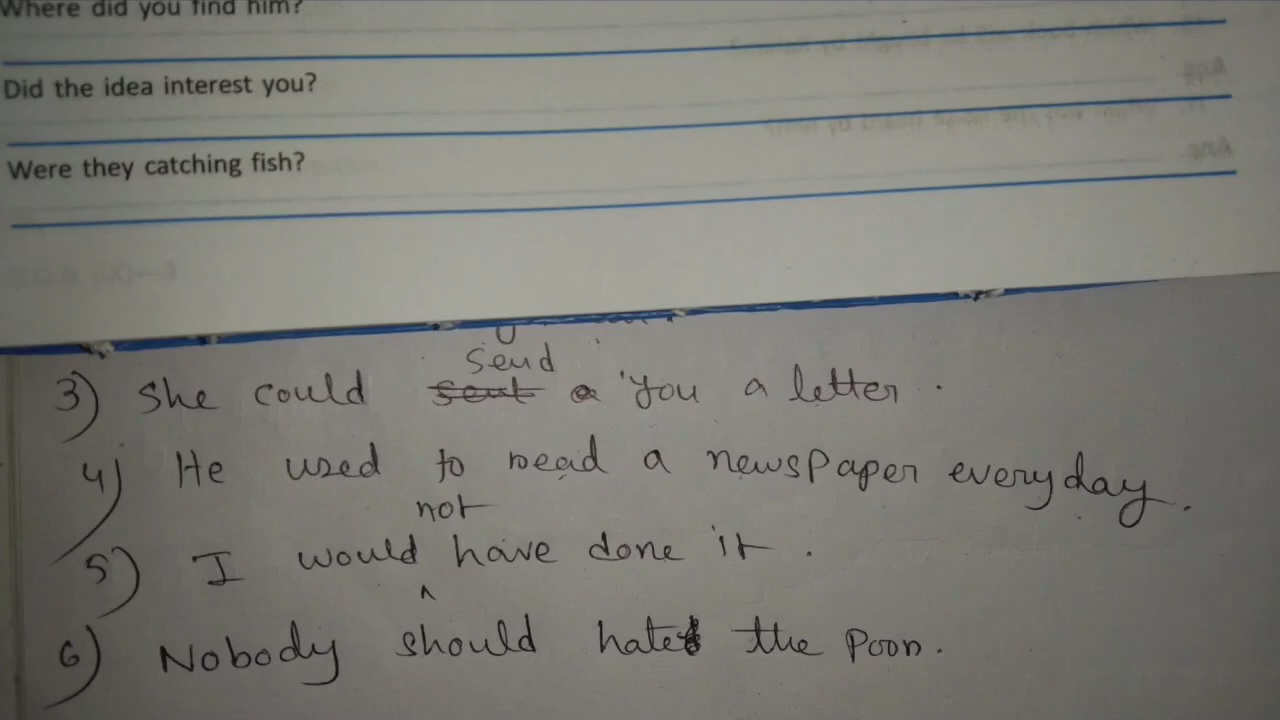 Where did you find him?
Did the idea interest you?
Were they catching fish?
send
3) She could sent a you a letter.
4) He used to read a newspaper everyday.
not
5) I would have done it.
^
6) Nobody should hate the poor.